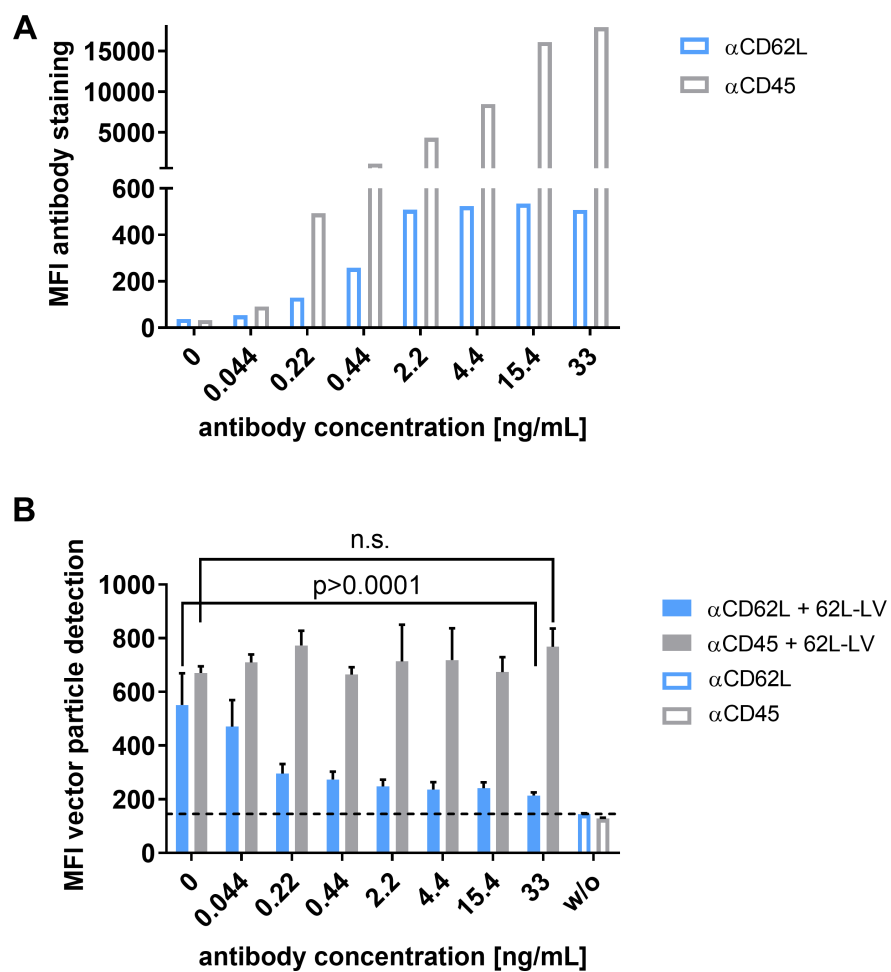 A
MFI antibody staining
15000
10000
5000
600
400
200
0
0
0.044
0.22
0.44
2.2
4.4
15.4
33
antibody concentration [ng/mL]
αCD62L
αCD45
B
MFI vector particle detection
n.s.
p>0.0001
1000
800
600
400
200
0
0
0.044
0.22
0.44
2.2
4.4
15.4
33
w/o
antibody concentration [ng/mL]
αCD62L + 62L-LV
αCD45 + 62L-LV
αCD62L
αCD45